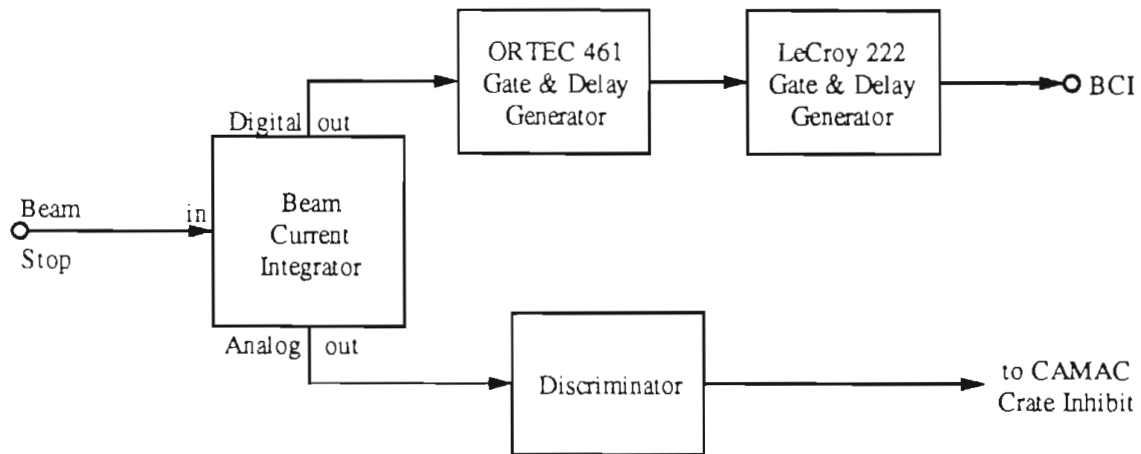 ORTEC 461
Gate & Delay
Generator
LeCroy 222
Gate & Delay
Generator
BCI
Digital out
Beam
Stop
in
Beam
Current
Integrator
Analog out
Discriminator
to CAMAC
Crate Inhibit